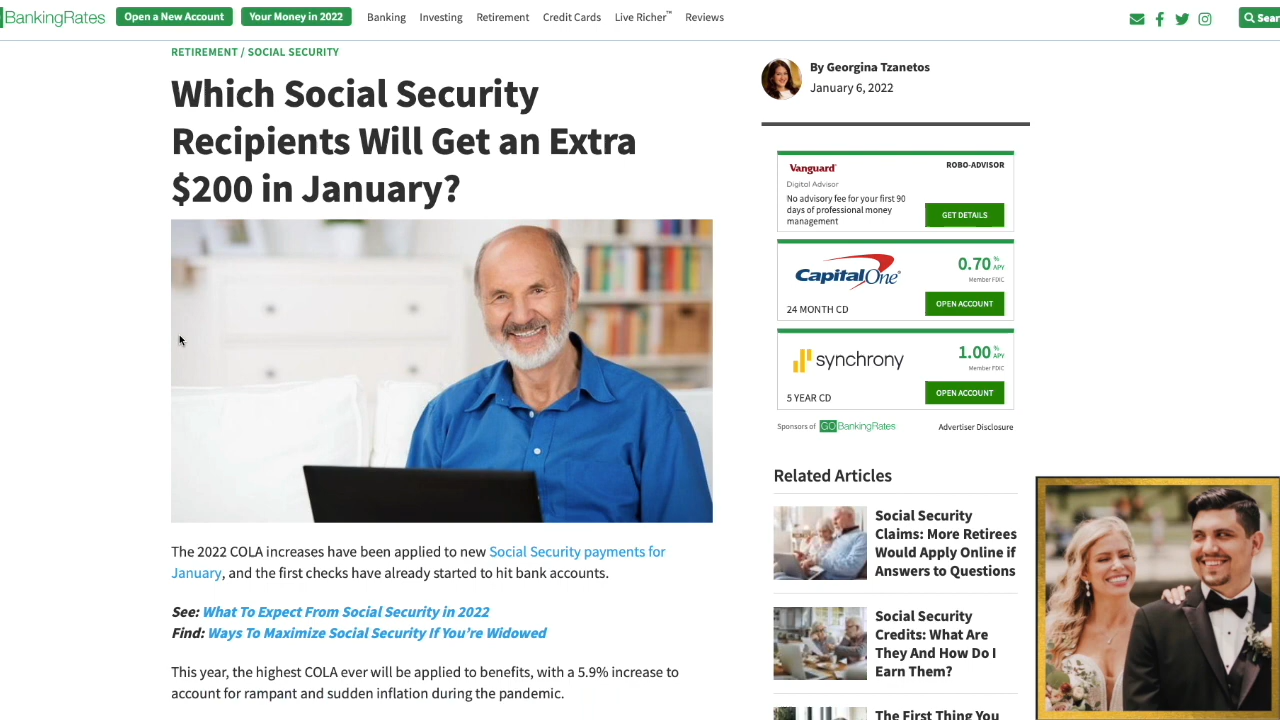 BankingRates
Open a New Account
Your Money in 2022
Banking
Investing
Retirement
Credit Cards
Live Richer™
Reviews
RETIREMENT / SOCIAL SECURITY
Which Social Security
Recipients Will Get an Extra
$200 in January?
The 2022 COLA increases have been applied to new Social Security payments for
January, and the first checks have already started to hit bank accounts.
See: What To Expect From Social Security in 2022
Find: Ways To Maximize Social Security If You're Widowed
This year, the highest COLA ever will be applied to benefits, with a 5.9% increase to
account for rampant and sudden inflation during the pandemic.
By Georgina Tzanetos
January 6, 2022
Vanguard
ROBO-ADVISOR
Digital Advisor
No advisory fee for your first 90
days of professional money
management
GET DETAILS
Capital One
0.70 % APY
Member FDIC
24 MONTH CD
OPEN ACCOUNT
synchrony
1.00 % APY
Member FDIC
5 YEAR CD
OPEN ACCOUNT
Sponsors of GOBankingRates
Advertiser Disclosure
Related Articles
Social Security
Claims: More Retirees
Would Apply Online if
Answers to Questions
Social Security
Credits: What Are
They And How Do I
Earn Them?
The First Thing You